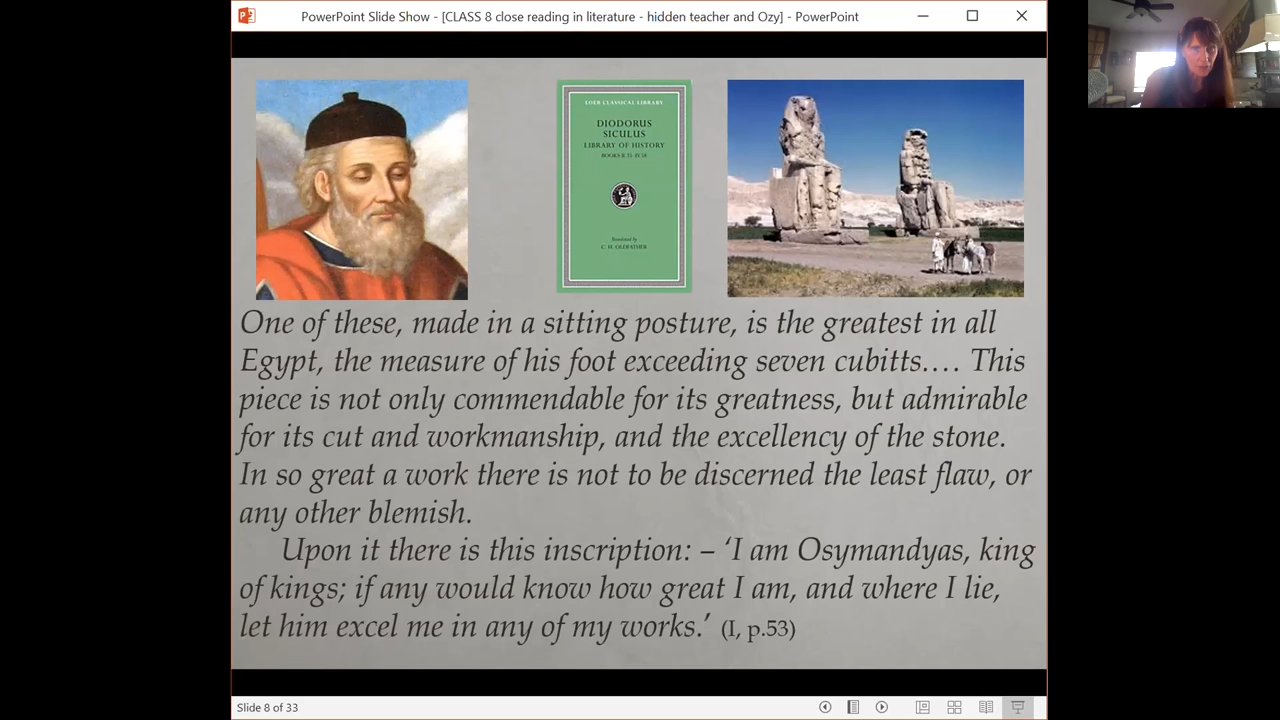 PowerPoint Slide Show - [CLASS 8 close reading in literature - hidden teacher and Ozy] - PowerPoint
LOEB CLASSICAL LIBRARY
DIODORUS
SICULUS
LIBRARY OF HISTORY
Translated by
C. H. OLDFATHER
One of these, made in a sitting posture, is the greatest in all
Egypt, the measure of his foot exceeding seven cubitts…. This
piece is not only commendable for its greatness, but admirable
for its cut and workmanship, and the excellency of the stone.
In so great a work there is not to be discerned the least flaw, or
any other blemish.
Upon it there is this inscription: – ‘I am Osymandyas, king
of kings; if any would know how great I am, and where I lie,
let him excel me in any of my works.’ (I, p.53)
Slide 8 of 33